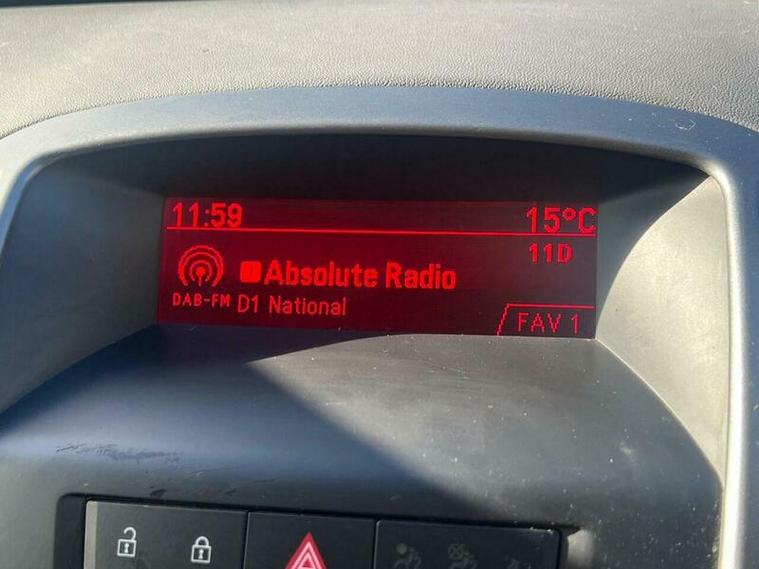 11:59 15°C
11D
Absolute Radio
DAB-FM D1 National
FAV 1